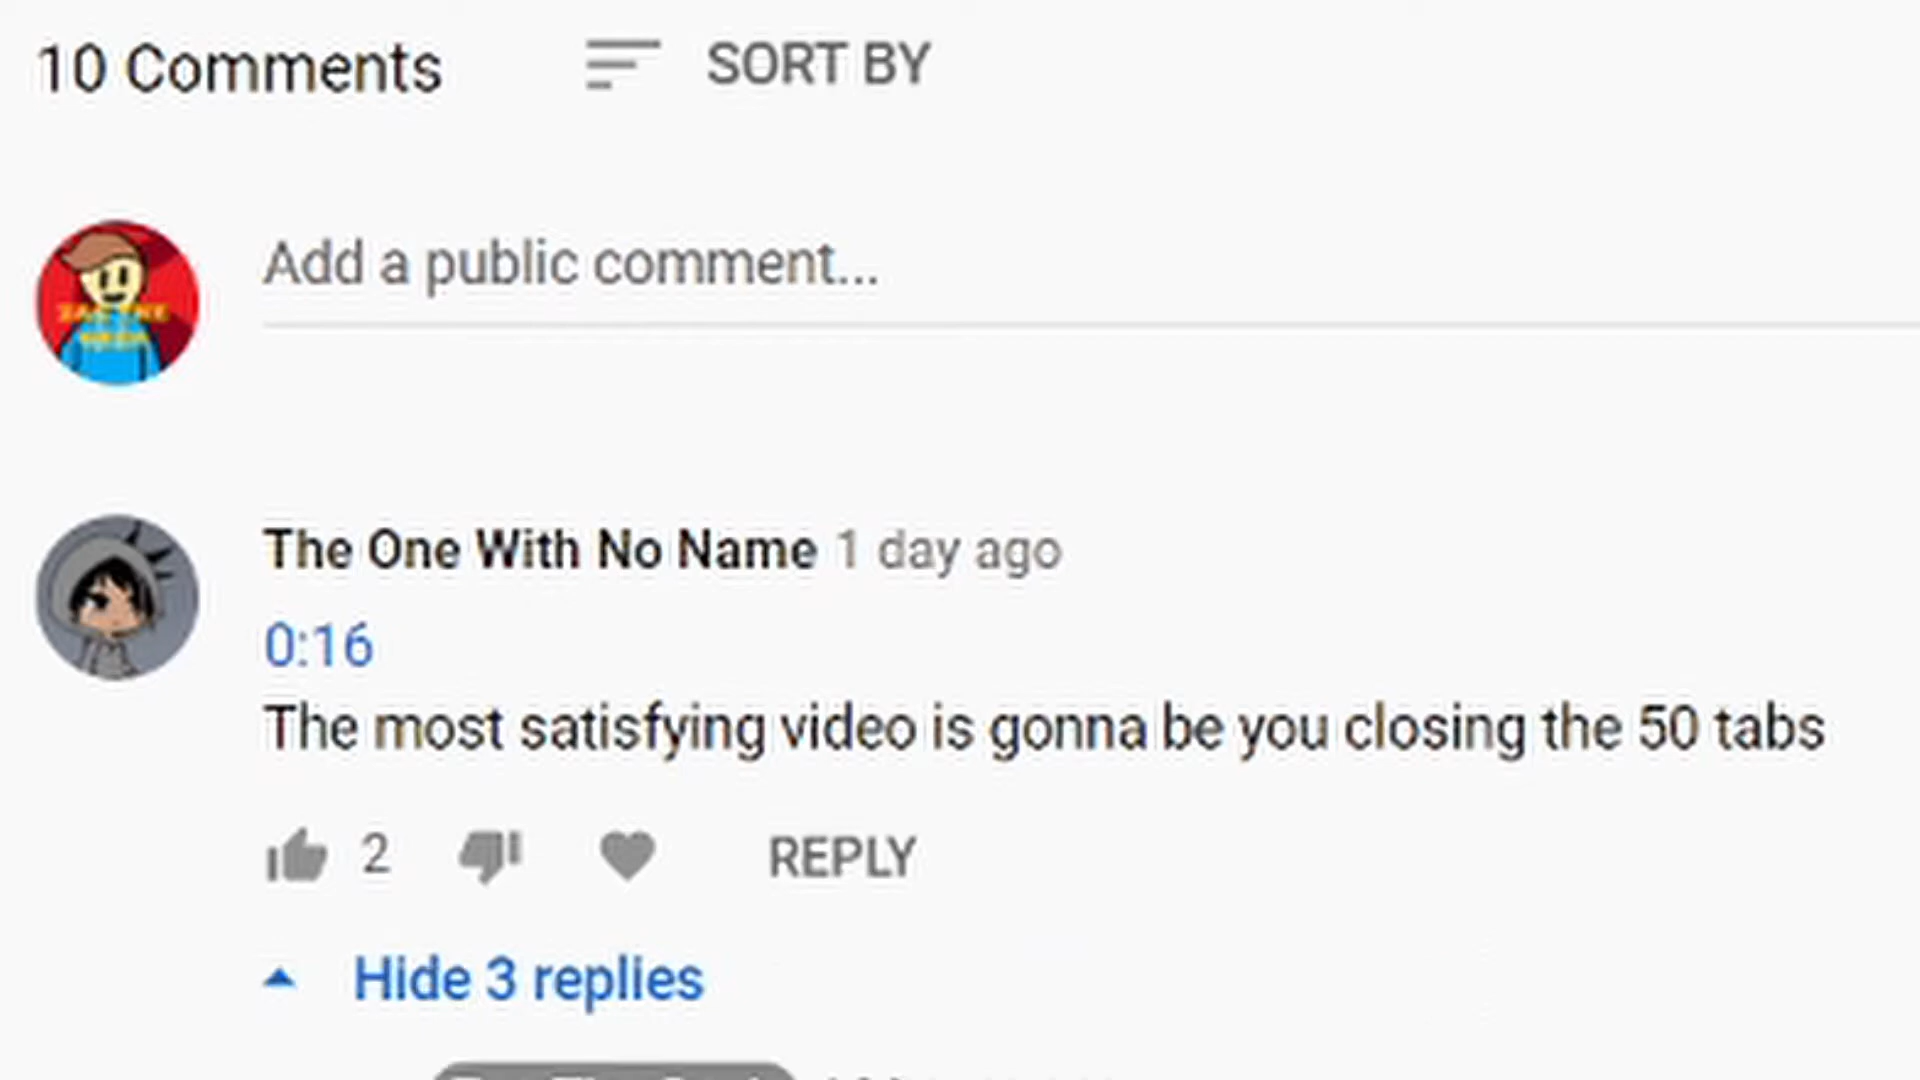 10 Comments
SORT BY
Add a public comment...
The One With No Name 1 day ago
0:16
The most satisfying video is gonna be you closing the 50 tabs
2
REPLY
Hide 3 replies